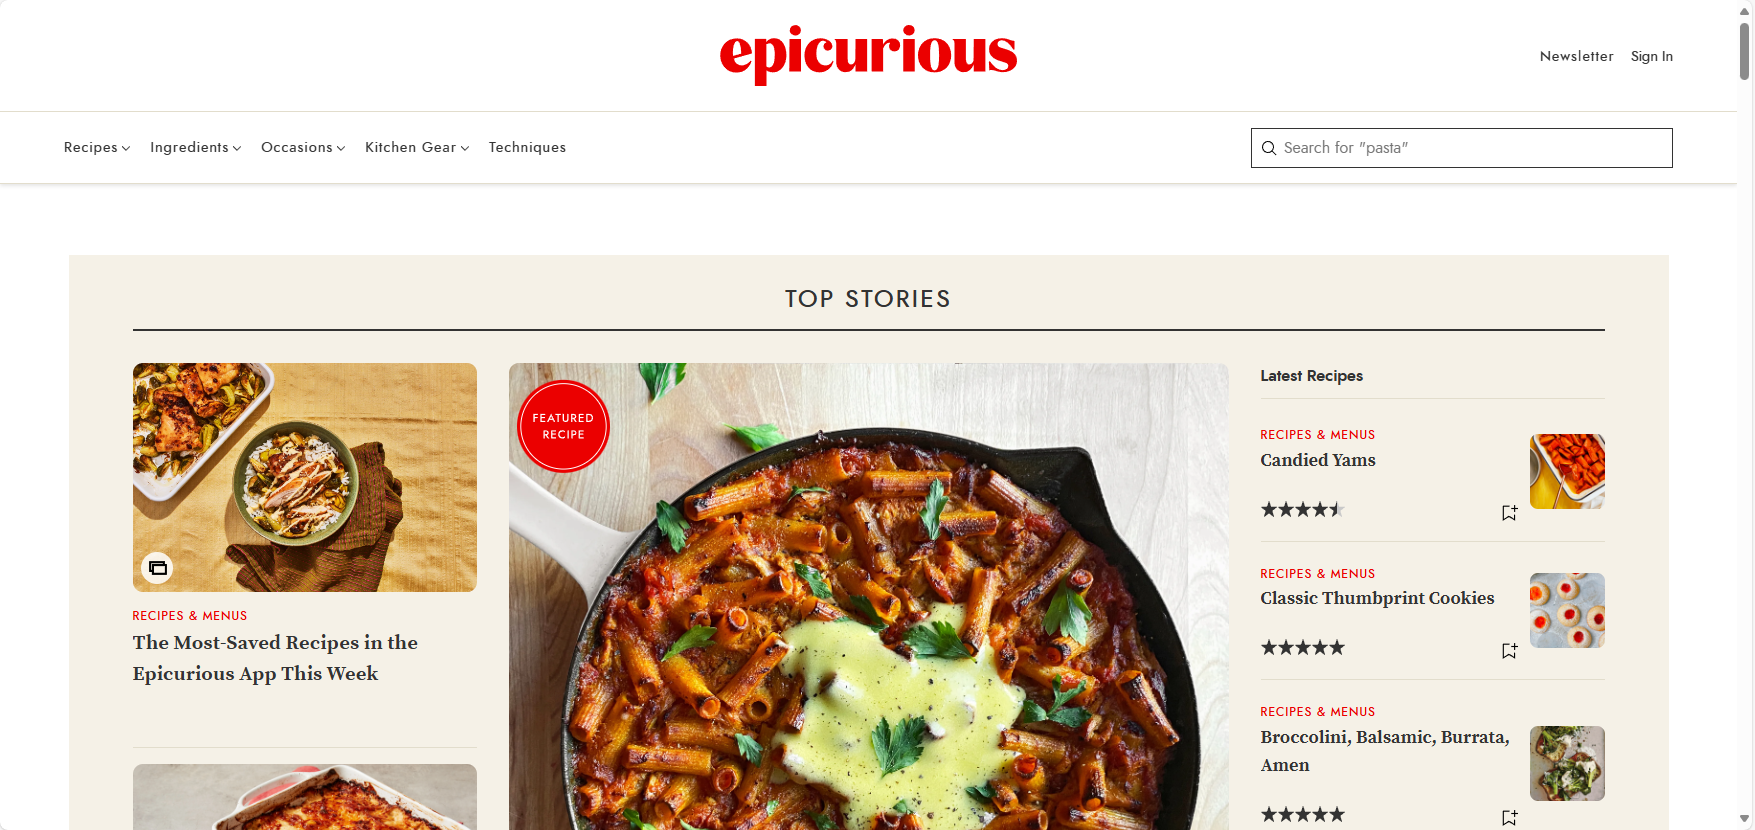 epicurious
Newsletter
Sign In
Recipes
Ingredients
Occasions
Kitchen Gear
Techniques
Search for "pasta"
TOP STORIES
RECIPES & MENUS
The Most-Saved Recipes in the
Epicurious App This Week
FEATURED
RECIPE
Latest Recipes
RECIPES & MENUS
Candied Yams
RECIPES & MENUS
Classic Thumbprint Cookies
RECIPES & MENUS
Broccolini, Balsamic, Burrata,
Amen